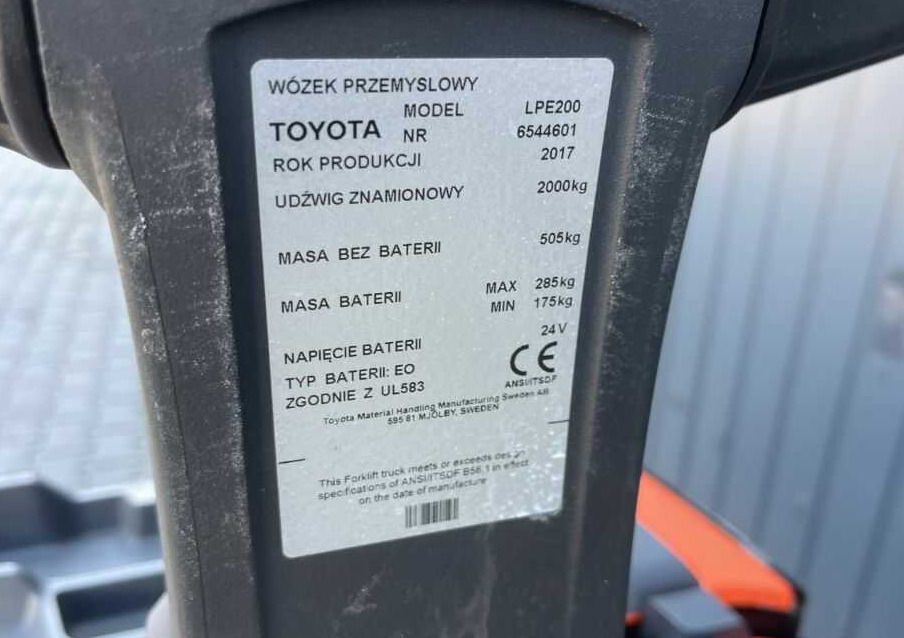 WÓZEK PRZEMYSLOWY
MODEL LPE200
TOYOTA NR 6544601
ROK PRODUKCJI 2017
UDŹWIG ZNAMIONOWY 2000kg
MASA BEZ BATERII 505kg
MASA BATERII MAX 285kg
MIN 175kg
NAPIĘCIE BATERII 24V
TYP BATERII: EO CE
ZGODNIE Z UL583 ANSI/ITSDF
Toyota Material Handling Manufacturing Sweden AB
595 81 MJÖLBY, SWEDEN
This Forklift truck meets or exceeds design
specifications of ANSI/ITSDF B56.1 in effect
on the date of manufacture